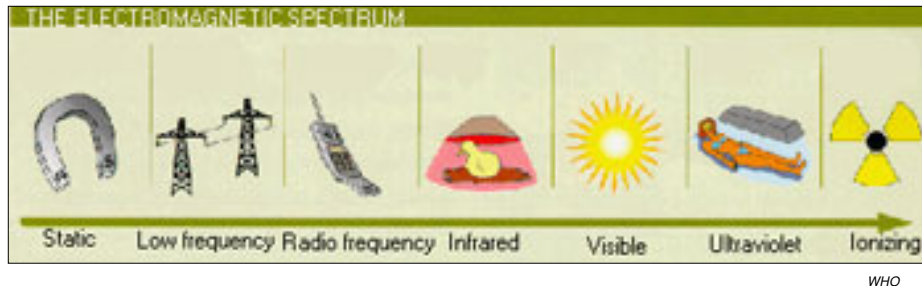 THE ELECTROMAGNETIC SPECTRUM
Static Low frequency Radio frequency Infrared Visible Ultraviolet Ionizing
WHO